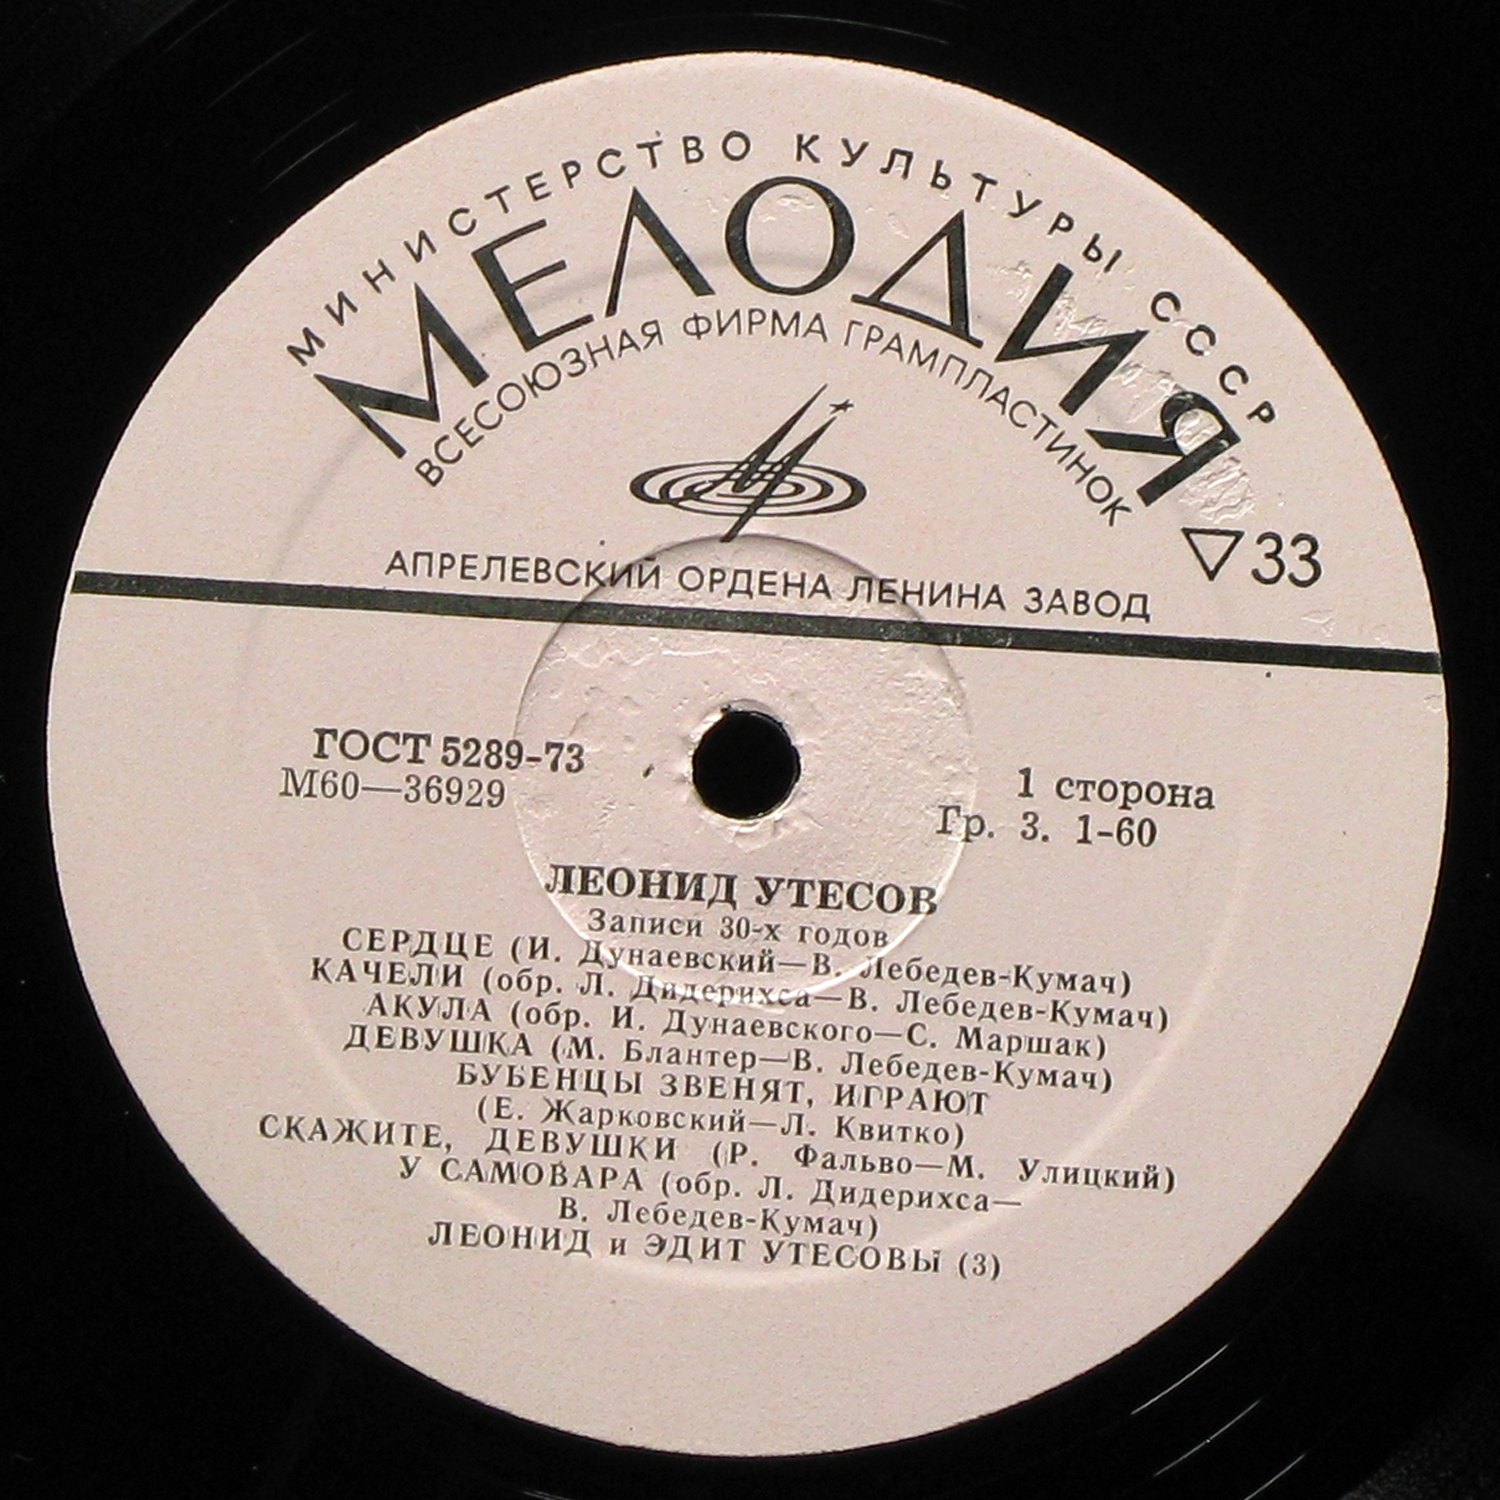 МИНИСТЕРСТВО КУЛЬТУРЫ СССР
МЕЛОДИЯ
ВСЕСОЮЗНАЯ ФИРМА ГРАМПЛАСТИНОК
33
АПРЕЛЕВСКИЙ ОРДЕНА ЛЕНИНА ЗАВОД
ГОСТ 5289-73
М60—36929
1 сторона
Гр. 3. 1-60
ЛЕОНИД УТЕСОВ
Записи 30-х годов
СЕРДЦЕ (И. Дунаевский—В. Лебедев-Кумач)
КАЧЕЛИ (обр. Л. Дидерихса—В. Лебедев-Кумач)
АКУЛА (обр. И. Дунаевского—С. Маршак)
ДЕВУШКА (М. Блантер—В. Лебедев-Кумач)
БУБЕНЦЫ ЗВЕНЯТ, ИГРАЮТ
(Е. Жарковский—Л. Квитко)
СКАЖИТЕ, ДЕВУШКИ (Р. Фальво—М. Улицкий)
У САМОВАРА (обр. Л. Дидерихса—
В. Лебедев-Кумач)
ЛЕОНИД и ЭДИТ УТЕСОВЫ (3)